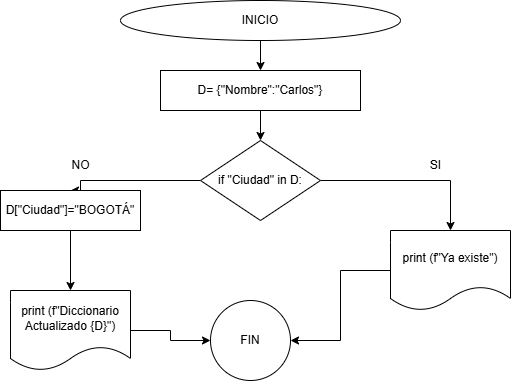 INICIO
D= {"Nombre":"Carlos"}
NO
SI
if "Ciudad" in D:
D["Ciudad"]="BOGOTÁ"
print (f"Ya existe")
print (f"Diccionario
Actualizado {D}")
FIN